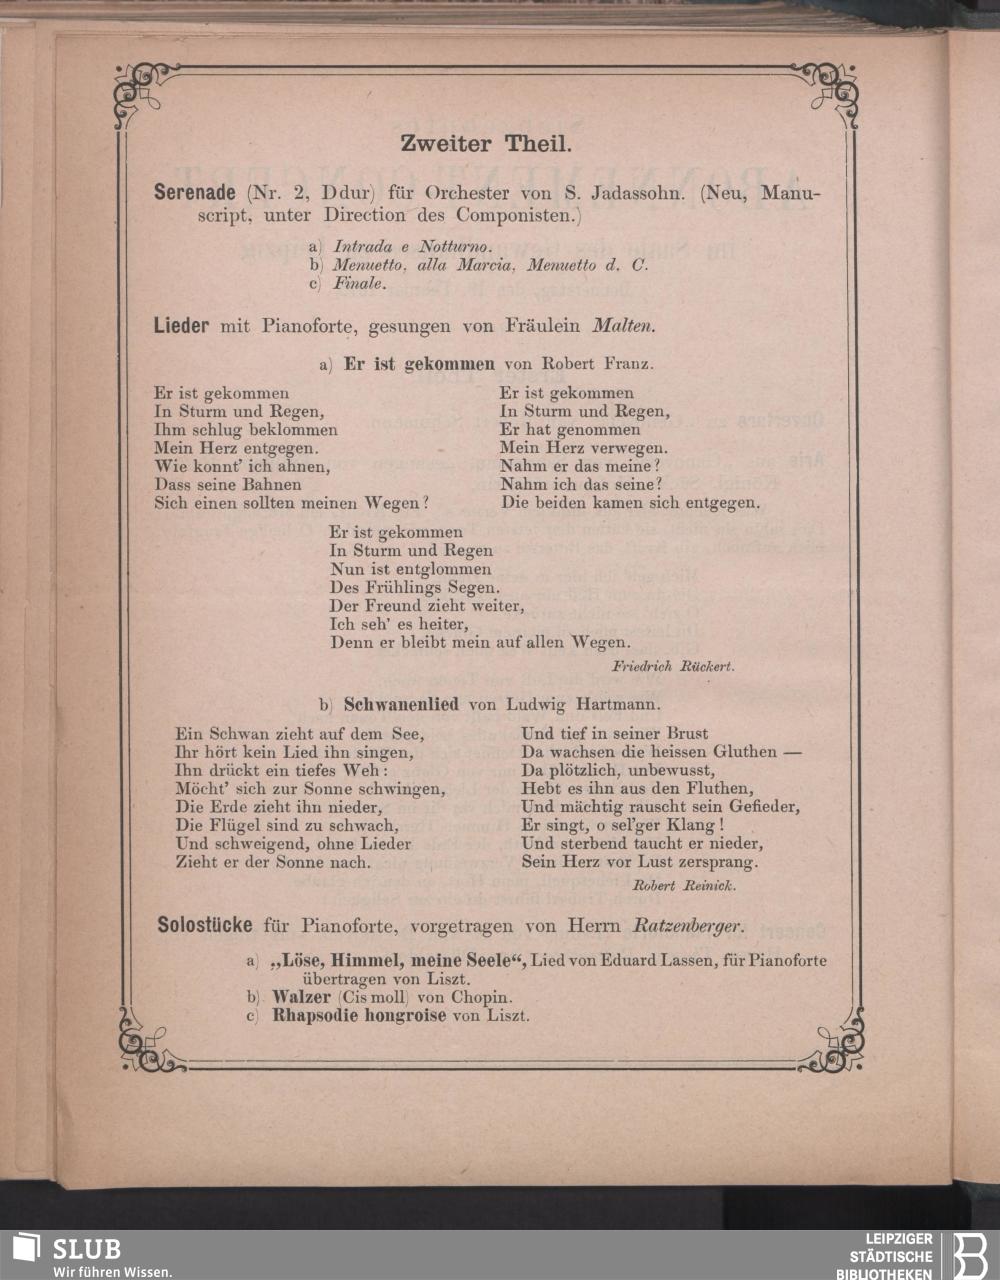 Zweiter Theil.
Serenade (Nr. 2, Ddur) für Orchester von S. Jadassohn. (Neu, Manu-
script, unter Direction des Componisten.)
a) Intrada e Notturno.
b) Menuetto, alla Marcia, Menuetto d. C.
c) Finale.
Lieder mit Pianoforte, gesungen von Fräulein Malten.
a) Er ist gekommen von Robert Franz.
Er ist gekommen
In Sturm und Regen,
Ihm schlug beklommen
Mein Herz entgegen.
Wie konnt' ich ahnen,
Dass seine Bahnen
Sich einen sollten meinen Wegen?
Er ist gekommen
In Sturm und Regen,
Er hat genommen
Mein Herz verwegen.
Nahm er das meine?
Nahm ich das seine?
Die beiden kamen sich entgegen.
Er ist gekommen
In Sturm und Regen
Nun ist entglommen
Des Frühlings Segen.
Der Freund zieht weiter,
Ich seh' es heiter,
Denn er bleibt mein auf allen Wegen.
Friedrich Rückert.
b) Schwanenlied von Ludwig Hartmann.
Ein Schwan zieht auf dem See,
Ihr hört kein Lied ihn singen,
Ihn drückt ein tiefes Weh:
Möcht' sich zur Sonne schwingen,
Die Erde zieht ihn nieder,
Die Flügel sind zu schwach,
Und schweigend, ohne Lieder
Zieht er der Sonne nach.
Und tief in seiner Brust
Da wachsen die heissen Gluthen —
Da plötzlich, unbewusst,
Hebt es ihn aus den Fluthen,
Und mächtig rauscht sein Gefieder,
Er singt, o sel'ger Klang!
Und sterbend taucht er nieder,
Sein Herz vor Lust zersprang.
Robert Reinick.
Solostücke für Pianoforte, vorgetragen von Herrn Ratzenberger.
a) „Löse, Himmel, meine Seele“, Lied von Eduard Lassen, für Pianoforte
übertragen von Liszt.
b) Walzer (Cismoll) von Chopin.
c) Rhapsodie hongroise von Liszt.
SLUB
Wir führen Wissen.
LEIPZIGER
STÄDTISCHE
BIBLIOTHEKEN